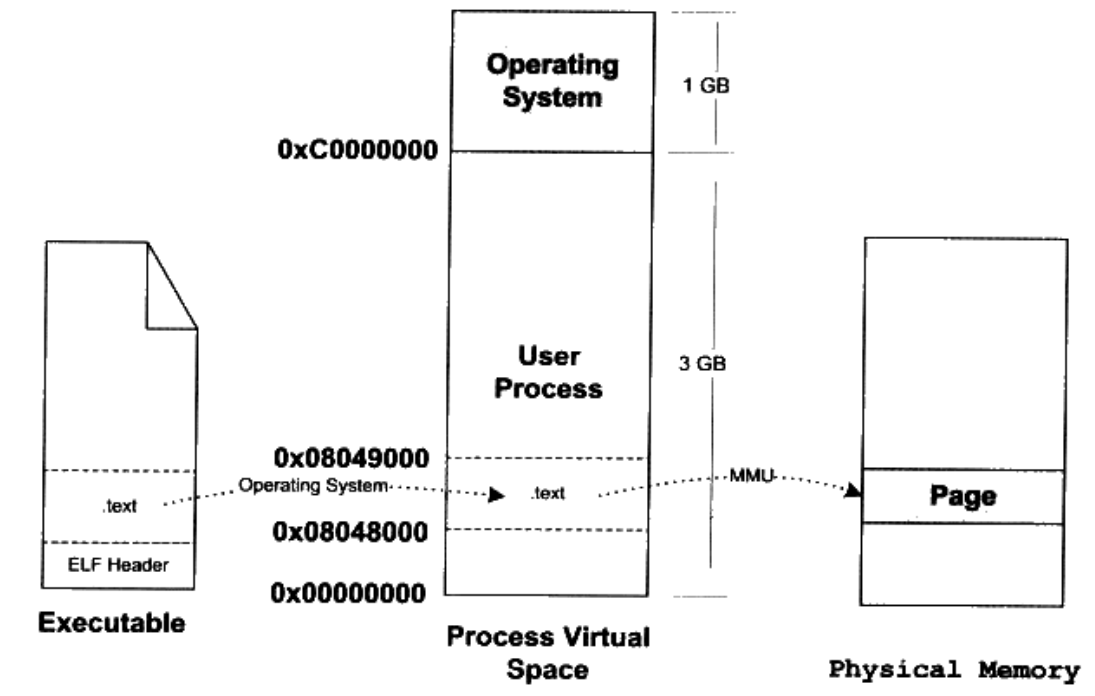 Operating
System
1 GB
0xC0000000
User
Process
3 GB
0x08049000
Operating System
.text
.text
MMU
Page
0x08048000
ELF Header
0x00000000
Executable
Process Virtual
Space
Physical Memory